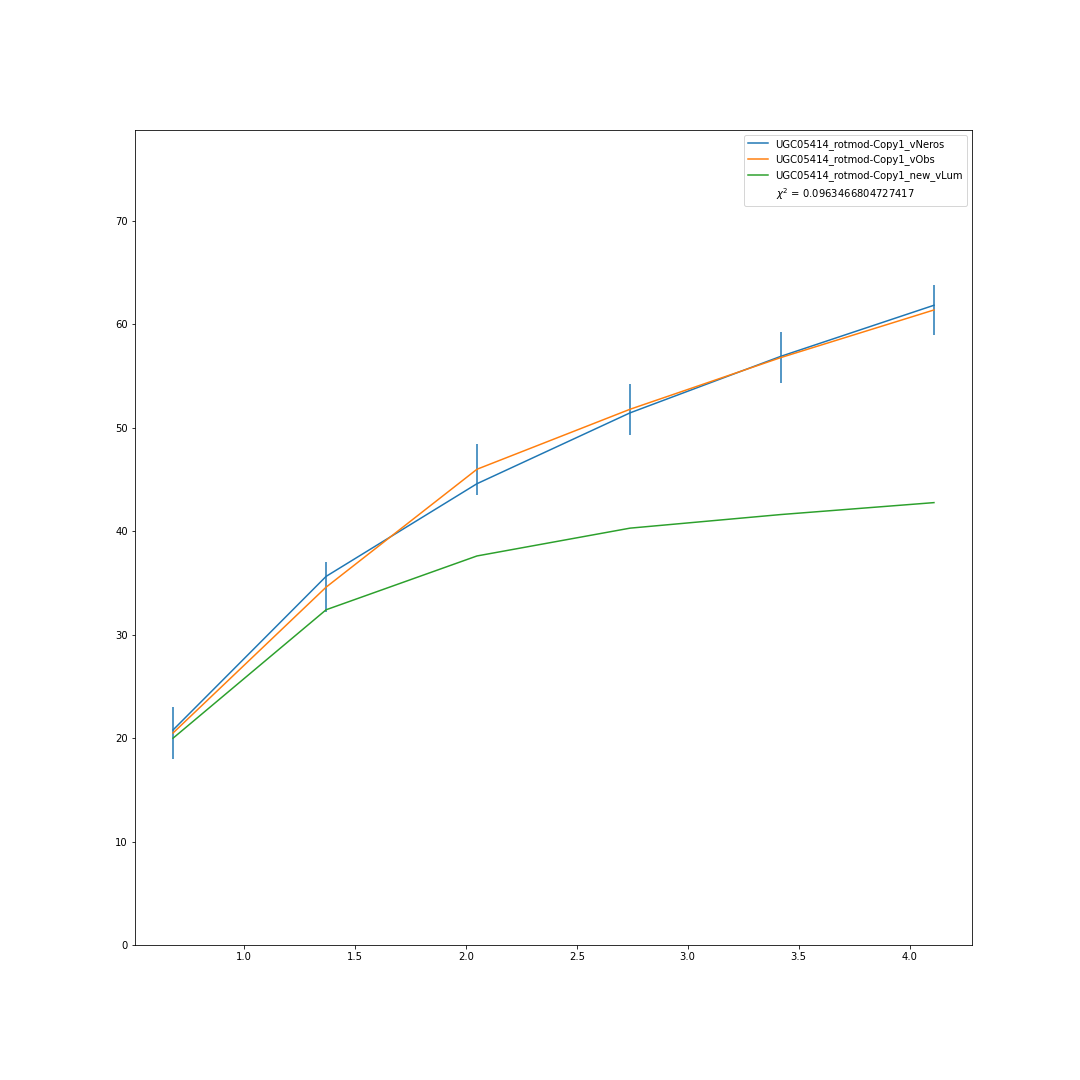 UGC05414_rotmod-Copy1_vNeros
UGC05414_rotmod-Copy1_vObs
UGC05414_rotmod-Copy1_new_vLum
χ² = 0.0963466804727417
70
60
50
40
30
20
10
0
1.0 1.5 2.0 2.5 3.0 3.5 4.0